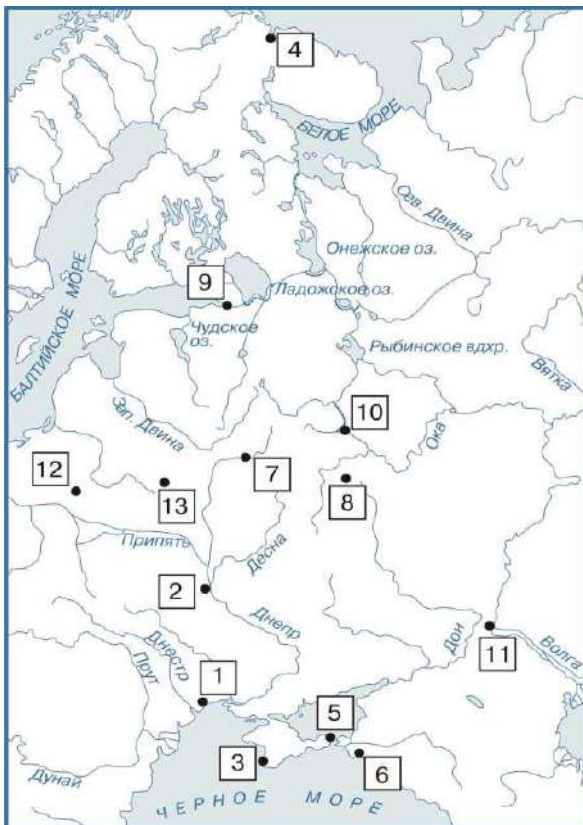 4
БЕЛОЕ МОРЕ
Сев. Двина
Онежское оз.
9
Ладожское оз.
Чудское
оз.
БАЛТИЙСКОЕ МОРЕ
Рыбинское вдхр.
Вятка
Зап. Двина
10
Ока
12
7
13
8
Припять
Десна
2
Днепр
Дон
11
Волга
Днестр
Прут
1
5
3
6
Дунай
ЧЕРНОЕ МОРЕ